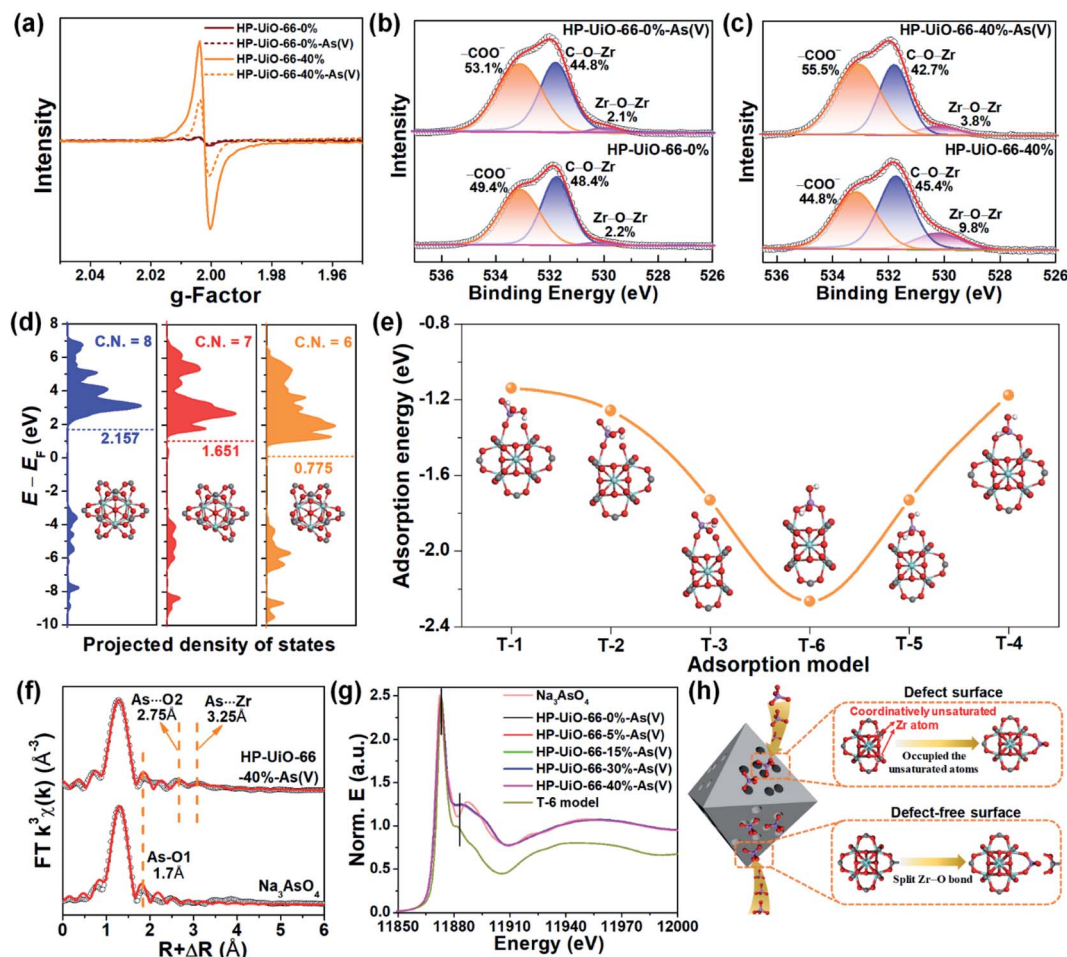 (a)
HP-UiO-66-0%
HP-UiO-66-0%-As(V)
HP-UiO-66-40%
HP-UiO-66-40%-As(V)
Intensity
2.04 2.02 2.00 1.98 1.96
g-Factor
(b)
HP-UiO-66-0%-As(V)
–COO⁻
53.1%
C–O–Zr
44.8%
Zr–O–Zr
2.1%
HP-UiO-66-0%
–COO⁻
49.4%
C–O–Zr
48.4%
Zr–O–Zr
2.2%
Intensity
536 534 532 530 528 526
Binding Energy (eV)
(c)
HP-UiO-66-40%-As(V)
–COO⁻
55.5%
C–O–Zr
42.7%
Zr–O–Zr
3.8%
HP-UiO-66-40%
–COO⁻
44.8%
C–O–Zr
45.4%
Zr–O–Zr
9.8%
Intensity
536 534 532 530 528 526
Binding Energy (eV)
(d)
E – E_F (eV)
8
6
4
2
0
-2
-4
-6
-8
-10
C.N. = 8
2.157
C.N. = 7
1.651
C.N. = 6
0.775
Projected density of states
(e)
Adsorption energy (eV)
-0.8
-1.2
-1.6
-2.0
-2.4
T-1 T-2 T-3 T-6 T-5 T-4
Adsorption model
(f)
FT k³χ(k) (Å⁻³)
As···O2
2.75Å
As···Zr
3.25Å
HP-UiO-66
-40%-As(V)
As-O1
1.7Å
Na₃AsO₄
0 1 2 3 4 5 6
R+ΔR (Å)
(g)
Norm. E (a.u.)
2.5
2.0
1.5
1.0
0.5
0.0
Na₃AsO₄
HP-UiO-66-0%-As(V)
HP-UiO-66-5%-As(V)
HP-UiO-66-15%-As(V)
HP-UiO-66-30%-As(V)
HP-UiO-66-40%-As(V)
T-6 model
11850 11880 11910 11940 11970 12000
Energy (eV)
(h)
Defect surface
Coordinatively unsaturated
Zr atom
Occupied the
unsaturated atoms
Defect-free surface
Split Zr–O bond